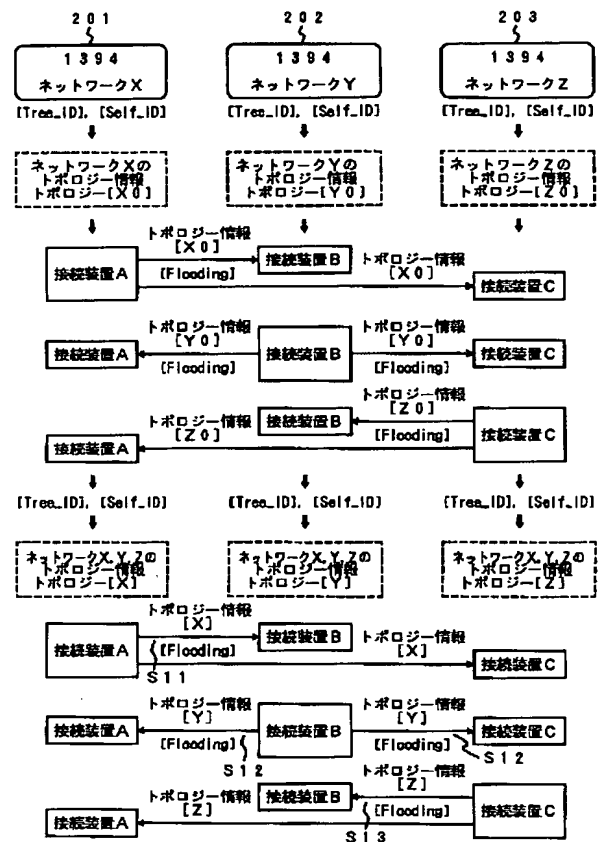 201 202 203
1394 1394 1394
ネットワークX ネットワークY ネットワークZ
[Tree_ID], [Self_ID] [Tree_ID], [Self_ID] [Tree_ID], [Self_ID]
ネットワークXの ネットワークYの ネットワークZの
トポロジー情報 トポロジー情報 トポロジー情報
トポロジー[X0] トポロジー[Y0] トポロジー[Z0]
トポロジー情報
[X0]
接続装置A [Flooding] 接続装置B トポロジー情報
[X0]
接続装置C
トポロジー情報 トポロジー情報
[Y0] [Y0]
接続装置A [Flooding] 接続装置B [Flooding] 接続装置C
トポロジー情報
[Z0]
トポロジー情報 接続装置B [Flooding] 接続装置C
[Z0]
接続装置A
[Tree_ID], [Self_ID] [Tree_ID], [Self_ID] [Tree_ID], [Self_ID]
ネットワークX,Y,Zの ネットワークX,Y,Zの ネットワークX,Y,Zの
トポロジー情報 トポロジー情報 トポロジー情報
トポロジー[X] トポロジー[Y] トポロジー[Z]
トポロジー情報
[X]
接続装置A [Flooding] 接続装置B トポロジー情報
[X]
S11 接続装置C
トポロジー情報 トポロジー情報
[Y] [Y]
接続装置A [Flooding] 接続装置B [Flooding] 接続装置C
S12 S12
トポロジー情報
[Z]
トポロジー情報 接続装置B [Flooding] 接続装置C
[Z]
接続装置A
S13